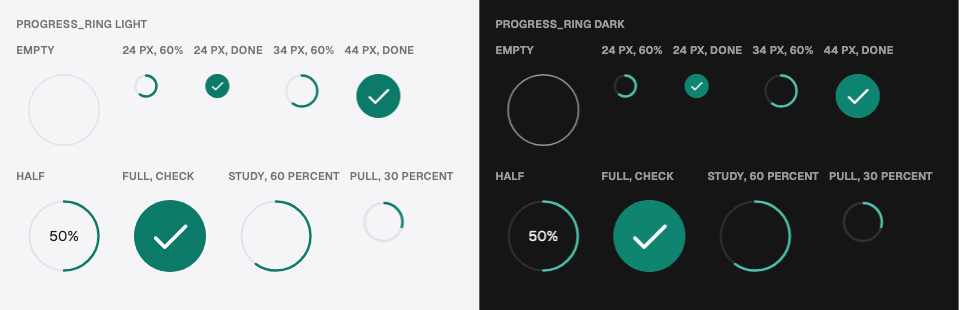 PROGRESS_RING LIGHT
EMPTY 24 PX, 60% 24 PX, DONE 34 PX, 60% 44 PX, DONE
HALF FULL, CHECK STUDY, 60 PERCENT PULL, 30 PERCENT
50%
PROGRESS_RING DARK
EMPTY 24 PX, 60% 24 PX, DONE 34 PX, 60% 44 PX, DONE
HALF FULL, CHECK STUDY, 60 PERCENT PULL, 30 PERCENT
50%